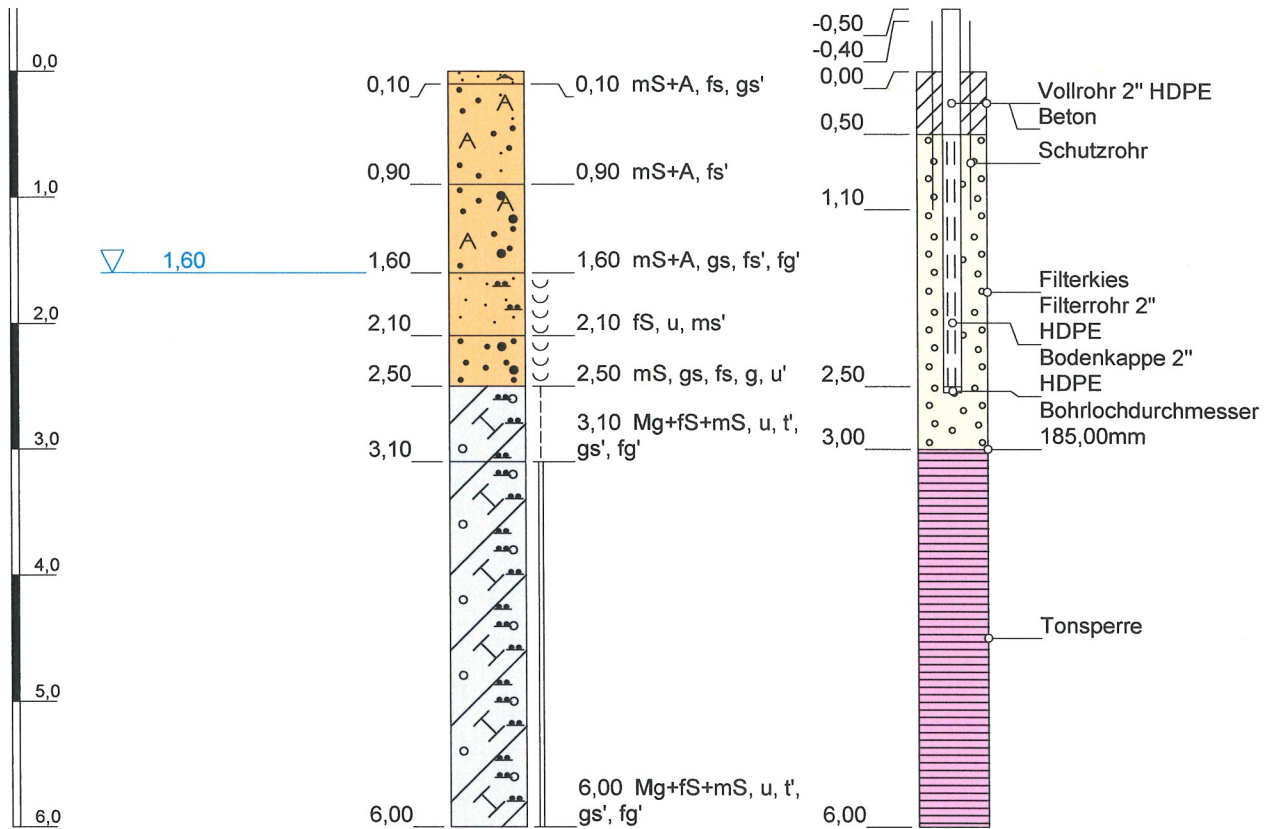 0,0
1,0
2,0
3,0
4,0
5,0
6,0
1,60
0,10
0,90
1,60
2,10
2,50
3,10
6,00
0,10 mS+A, fs, gs'
0,90 mS+A, fs'
1,60 mS+A, gs, fs', fg'
2,10 fS, u, ms'
2,50 mS, gs, fs, g, u'
3,10 Mg+fS+mS, u, t',
gs', fg'
6,00 Mg+fS+mS, u, t',
gs', fg'
-0,50
-0,40
0,00
0,50
1,10
2,50
3,00
6,00
Vollrohr 2" HDPE
Beton
Schutzrohr
Filterkies
Filterrohr 2"
HDPE
Bodenkappe 2"
HDPE
Bohrlochdurchmesser
185,00mm
Tonsperre